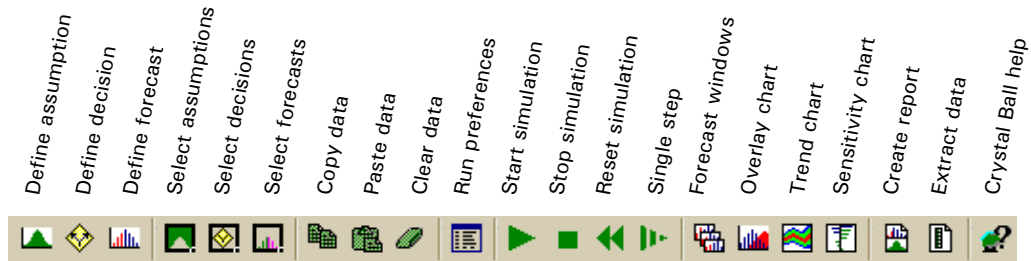 Define assumption
Define decision
Define forecast
Select assumptions
Select decisions
Select forecasts
Copy data
Paste data
Clear data
Run preferences
Start simulation
Stop simulation
Reset simulation
Single step
Forecast windows
Overlay chart
Trend chart
Sensitivity chart
Create report
Extract data
Crystal Ball help